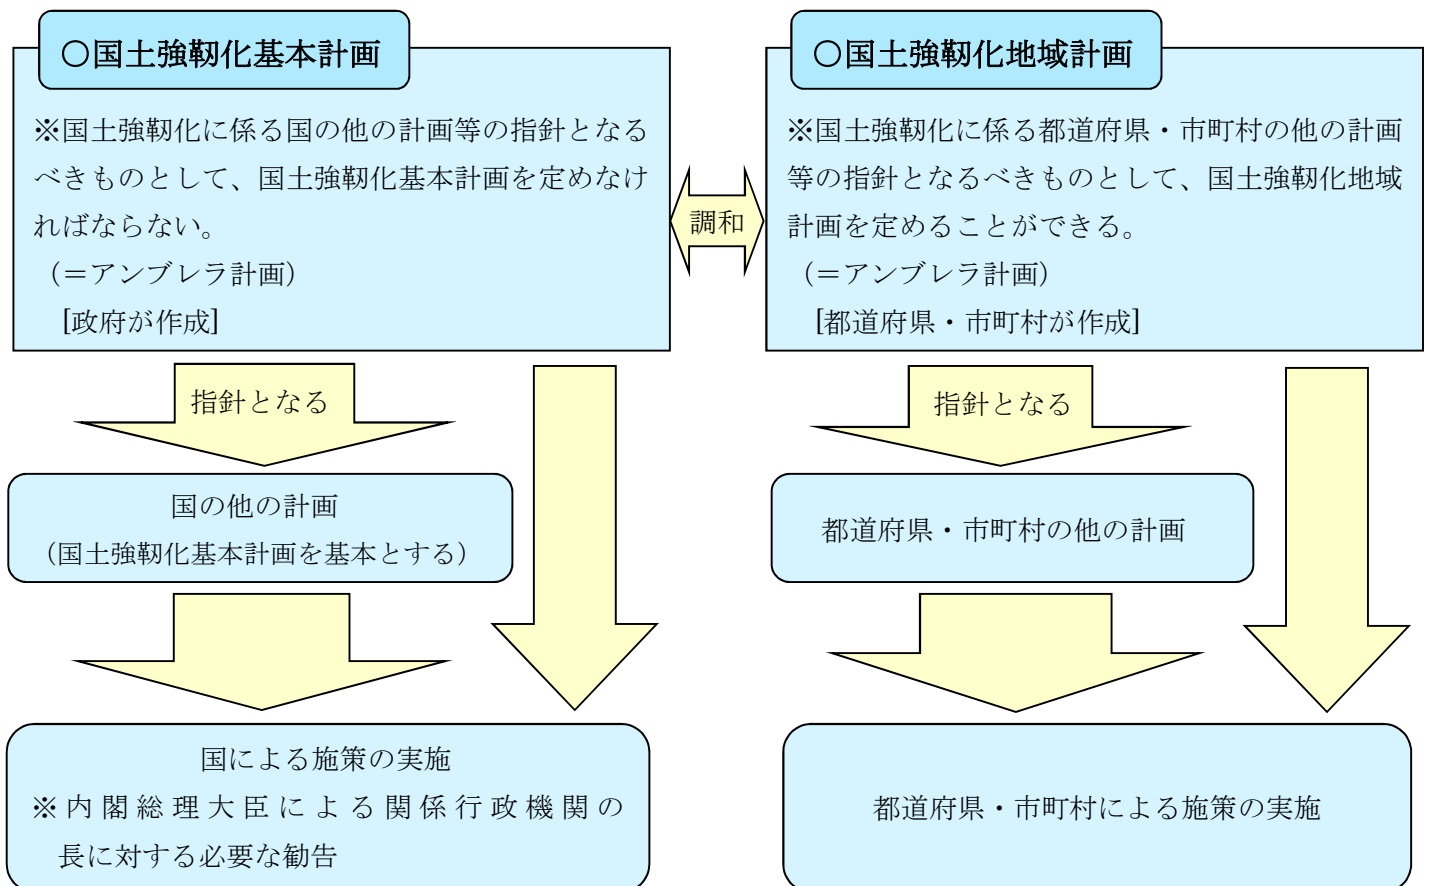 ○国土強靱化基本計画
※国土強靱化に係る国の他の計画等の指針となる
べきものとして、国土強靱化基本計画を定めなけ
ればならない。
（＝アンブレラ計画）
[政府が作成]
調和
○国土強靱化地域計画
※国土強靱化に係る都道府県・市町村の他の計画
等の指針となるべきものとして、国土強靱化地域
計画を定めることができる。
（＝アンブレラ計画）
[都道府県・市町村が作成]
指針となる
国の他の計画
（国土強靱化基本計画を基本とする）
国による施策の実施
※内閣総理大臣による関係行政機関の
長に対する必要な勧告
指針となる
都道府県・市町村の他の計画
都道府県・市町村による施策の実施